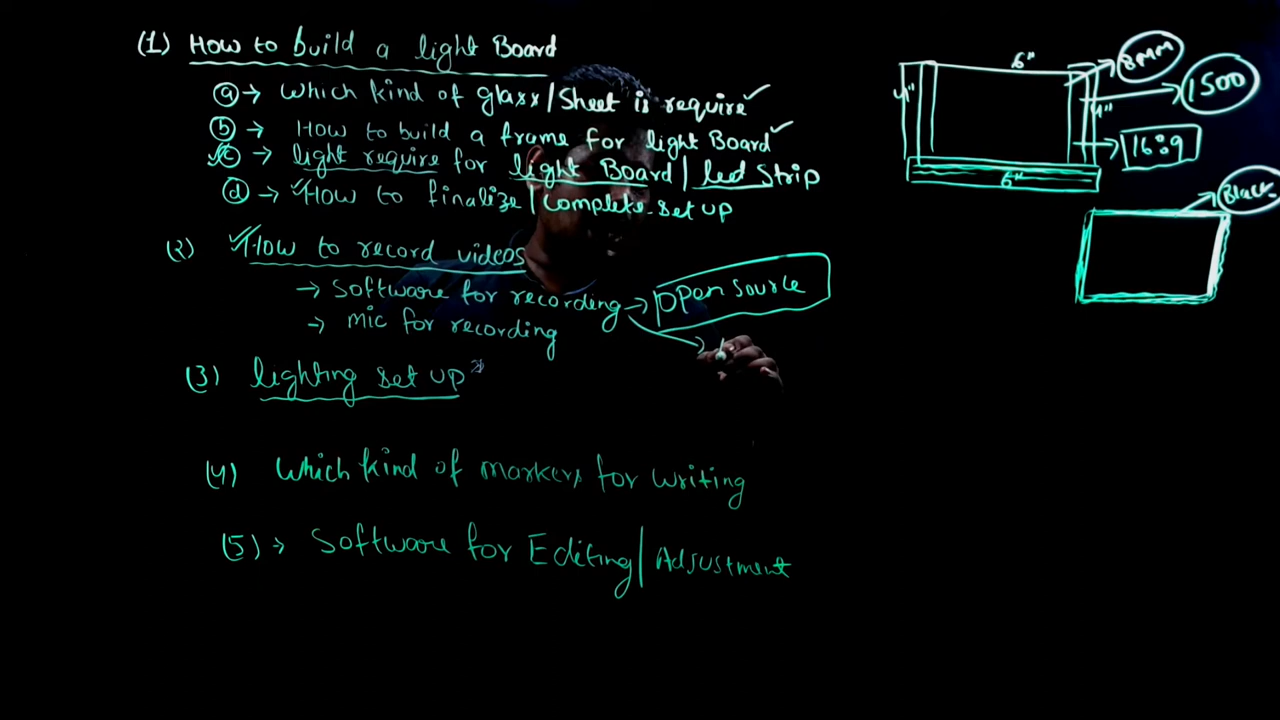 (1) How to build a light Board
(a) → Which kind of glass/Sheet is require ✓
(b) → How to build a frame for light Board ✓
(c) → light require for light Board/led Strip
(d) → ✓How to finalize/complete set up
(2) ✓How to record videos
→ Software for recording → Open source
→ mic for recording
(3) lighting set up
(4) Which kind of markers for writing
(5) → Software for Editing/Adjustment
6" 8MM
4" 4" 1500
16:9
6"
Black